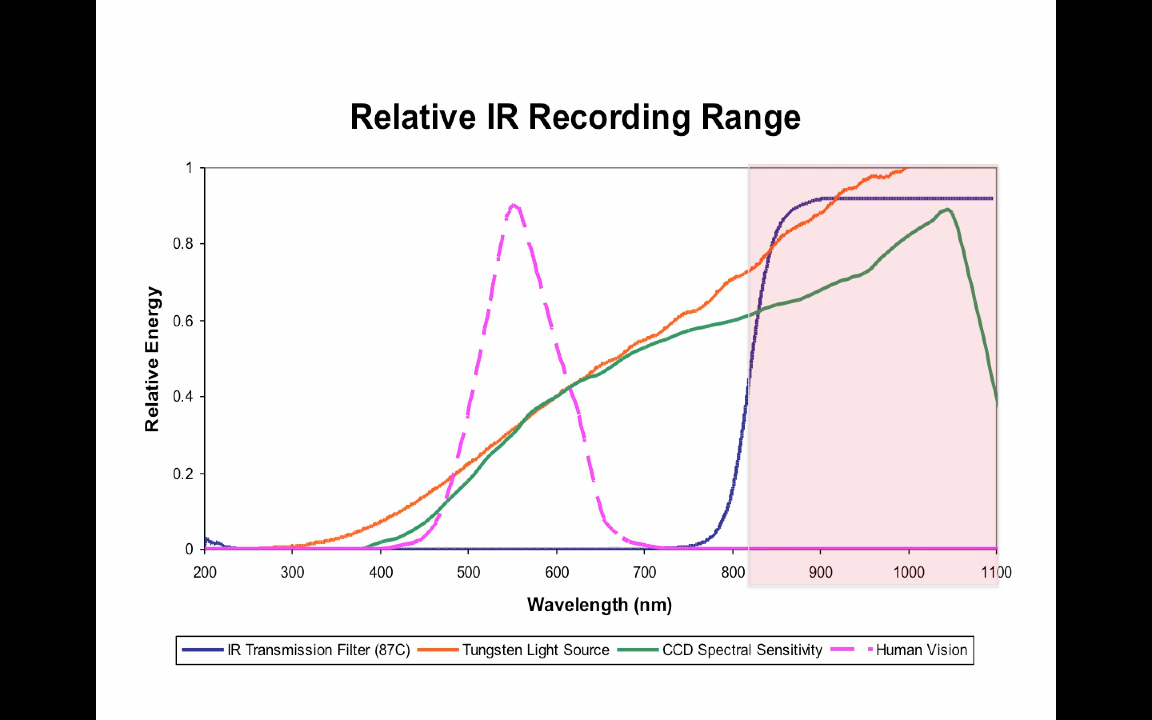 Relative IR Recording Range
1
0.8
0.6
0.4
0.2
0
Relative Energy
200 300 400 500 600 700 800 900 1000 1100
Wavelength (nm)
IR Transmission Filter (87C) Tungsten Light Source CCD Spectral Sensitivity Human Vision